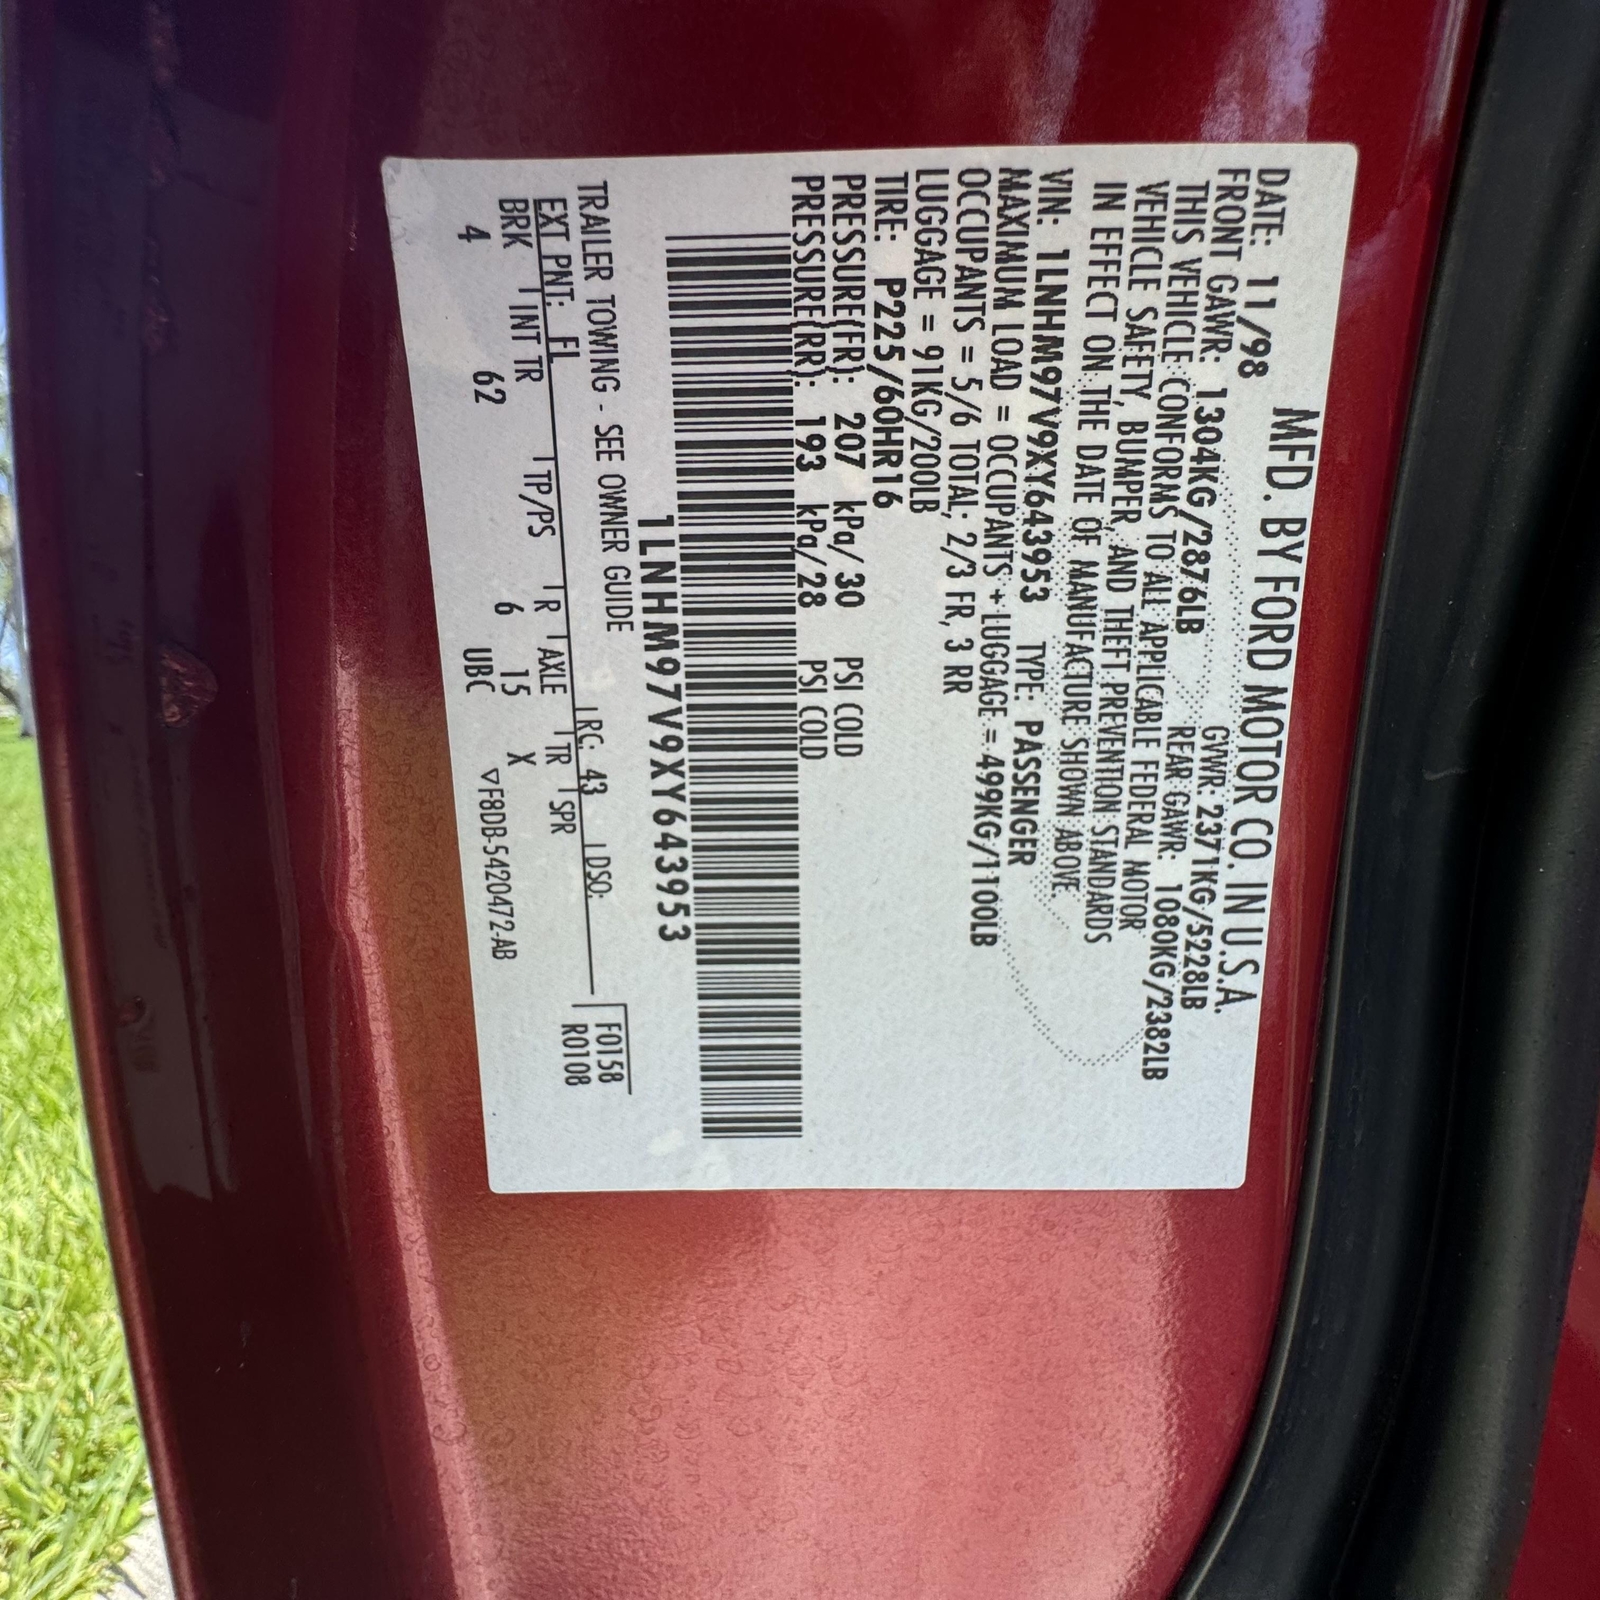 MFD. BY FORD MOTOR CO. IN U.S.A.
DATE: 11/98 GVWR: 2371KG/5228LB
FRONT GAWR: 1304KG/2876LB REAR GAWR: 1080KG/2382LB
THIS VEHICLE CONFORMS TO ALL APPLICABLE FEDERAL MOTOR
VEHICLE SAFETY, BUMPER, AND THEFT PREVENTION STANDARDS
IN EFFECT ON THE DATE OF MANUFACTURE SHOWN ABOVE.
VIN: 1LNHM97V9XY643953 TYPE: PASSENGER
MAXIMUM LOAD = OCCUPANTS + LUGGAGE = 499KG/1100LB
OCCUPANTS = 5/6 TOTAL; 2/3 FR, 3 RR
LUGGAGE = 91KG/200LB
TIRE: P225/60HR16
PRESSURE(FR): 207 kPa/30 PSI COLD
PRESSURE(RR): 193 kPa/28 PSI COLD
1LNHM97V9XY643953
TRAILER TOWING - SEE OWNER GUIDE
F0158
R0108
EXT PNT: FL RC: 43 DSO:
BRK INT TR TP/PS R AXLE TR SPR
4 62 6 15 X
UBC ▽F8DB-5420472-AB